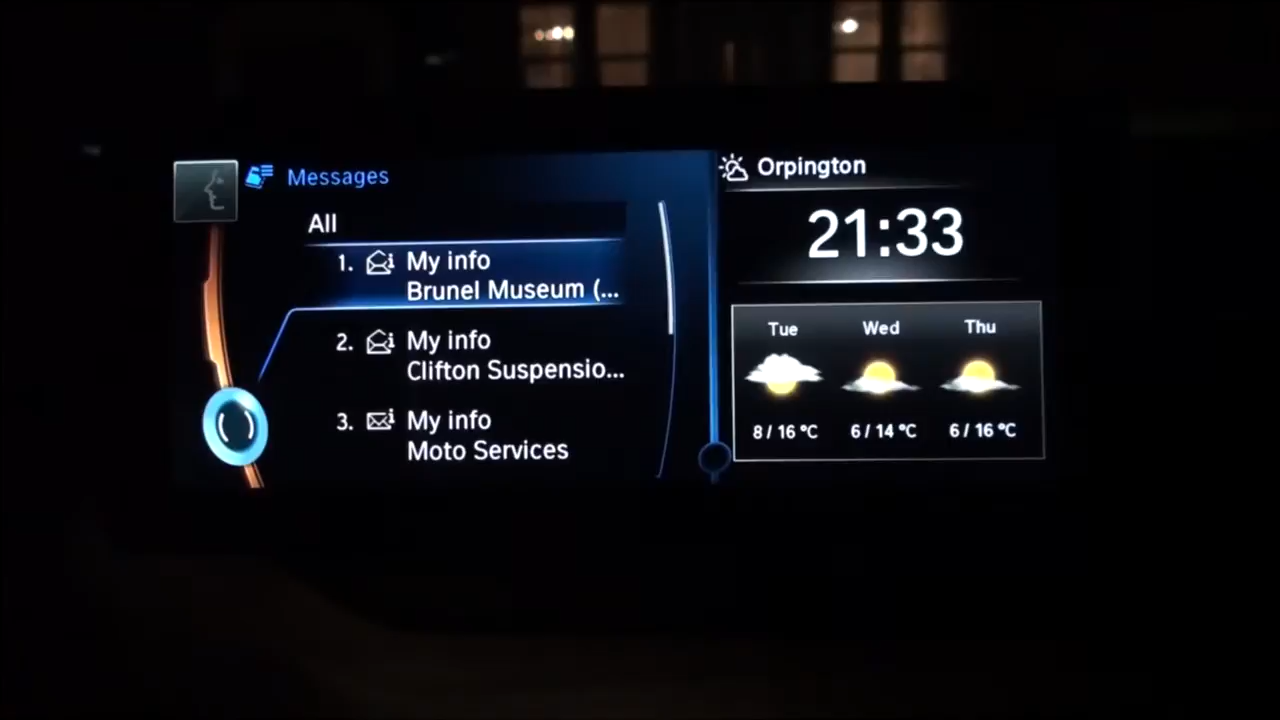 Messages
All
1. My info
Brunel Museum (...
2. My info
Clifton Suspensio...
3. My info
Moto Services
Orpington
21:33
Tue Wed Thu
8 / 16 °C 6 / 14 °C 6 / 16 °C